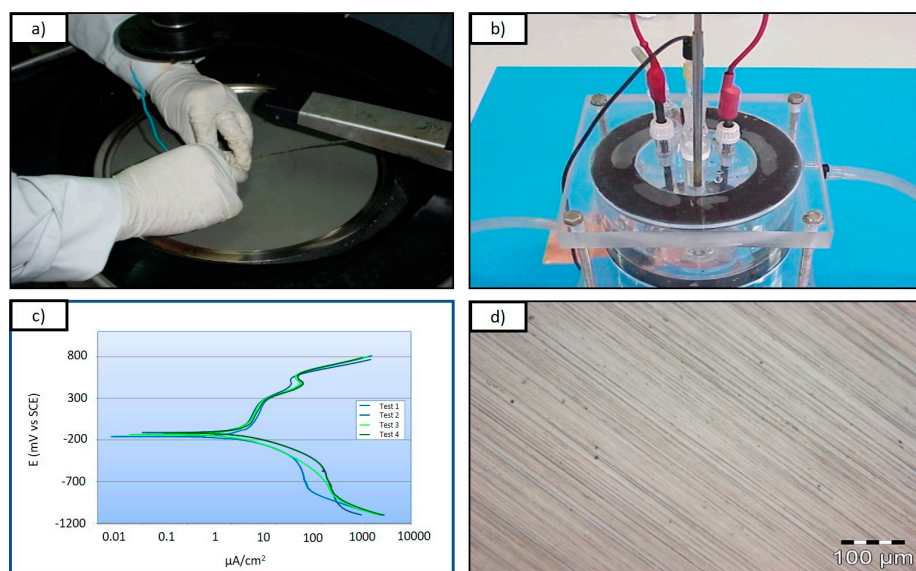 a)
b)
c)
800
300
-200
-700
-1200
E (mV vs SCE)
Test 1
Test 2
Test 3
Test 4
0.01
0.1
1
10
100
1000
10000
µA/cm²
d)
100 µm